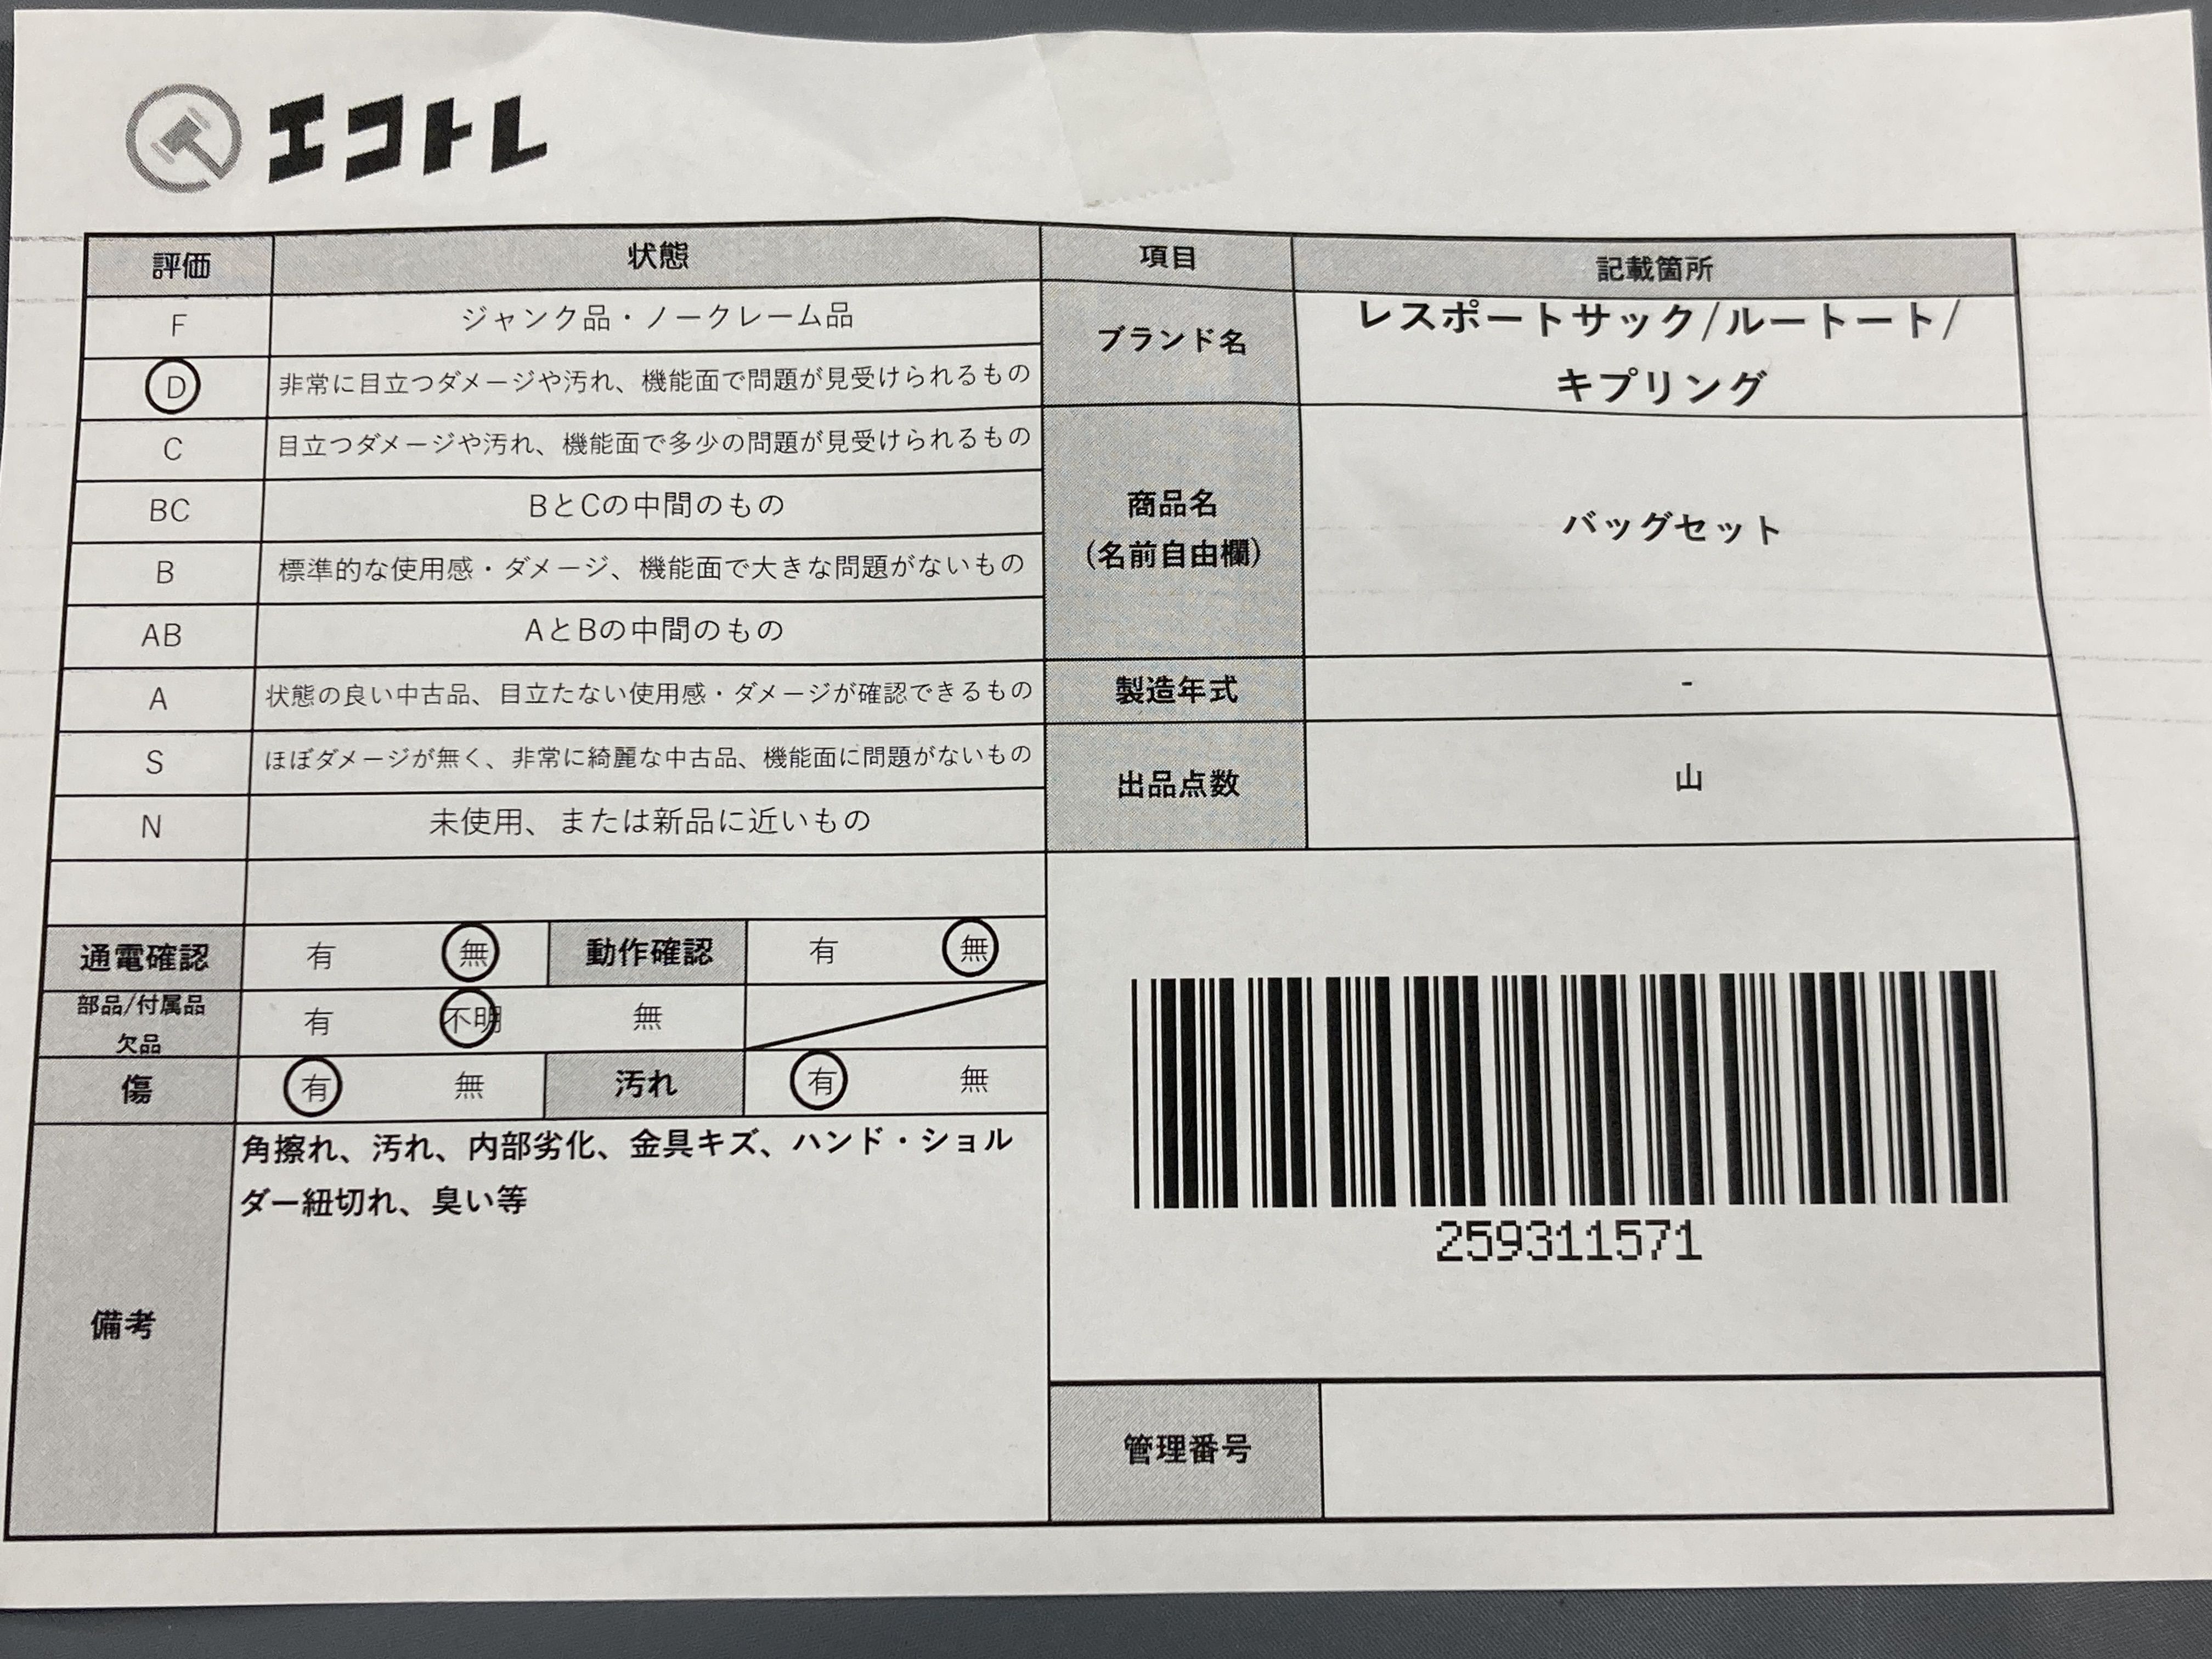 エコトレ
評価 状態 項目 記載箇所
F ジャンク品・ノークレーム品
D 非常に目立つダメージや汚れ、機能面で問題が見受けられるもの
C 目立つダメージや汚れ、機能面で多少の問題が見受けられるもの
BC BとCの中間のもの
B 標準的な使用感・ダメージ、機能面で大きな問題がないもの
AB AとBの中間のもの
A 状態の良い中古品、目立たない使用感・ダメージが確認できるもの
S ほぼダメージが無く、非常に綺麗な中古品、機能面に問題がないもの
N 未使用、または新品に近いもの
通電確認 有 無 動作確認 有 無
部品/付属品
欠品 有 不明 無
傷 有 無 汚れ 有 無
備考
角擦れ、汚れ、内部劣化、金具キズ、ハンド・ショル
ダー紐切れ、臭い等
ブランド名
レスポートサック/ルートート/
キプリング
商品名
(名前自由欄)
バッグセット
製造年式 -
出品点数 山
259311571
管理番号